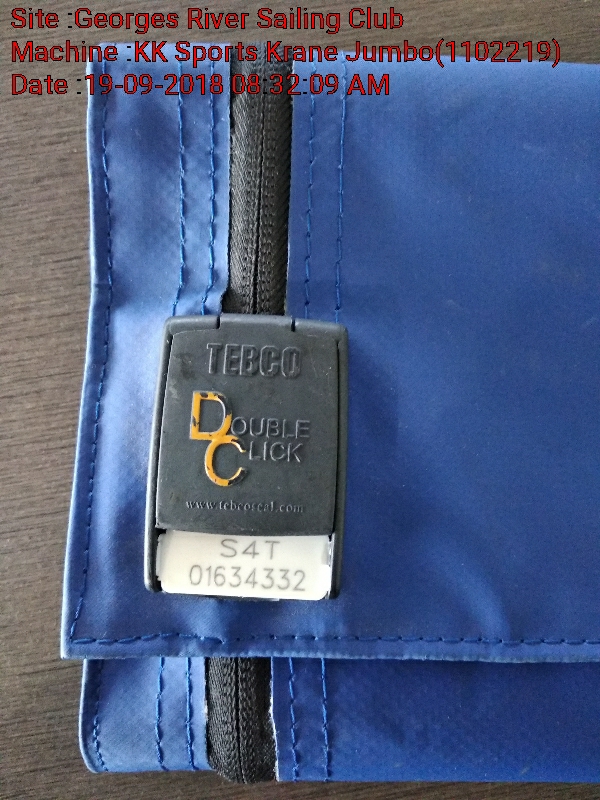 Site :Georges River Sailing Club
Machine :KK Sports Krane Jumbo(1102219)
Date :19-09-2018 08:32:09 AM
TEBCO
DOUBLE
CLICK
www.tebcoseal.com
S4T
01634332